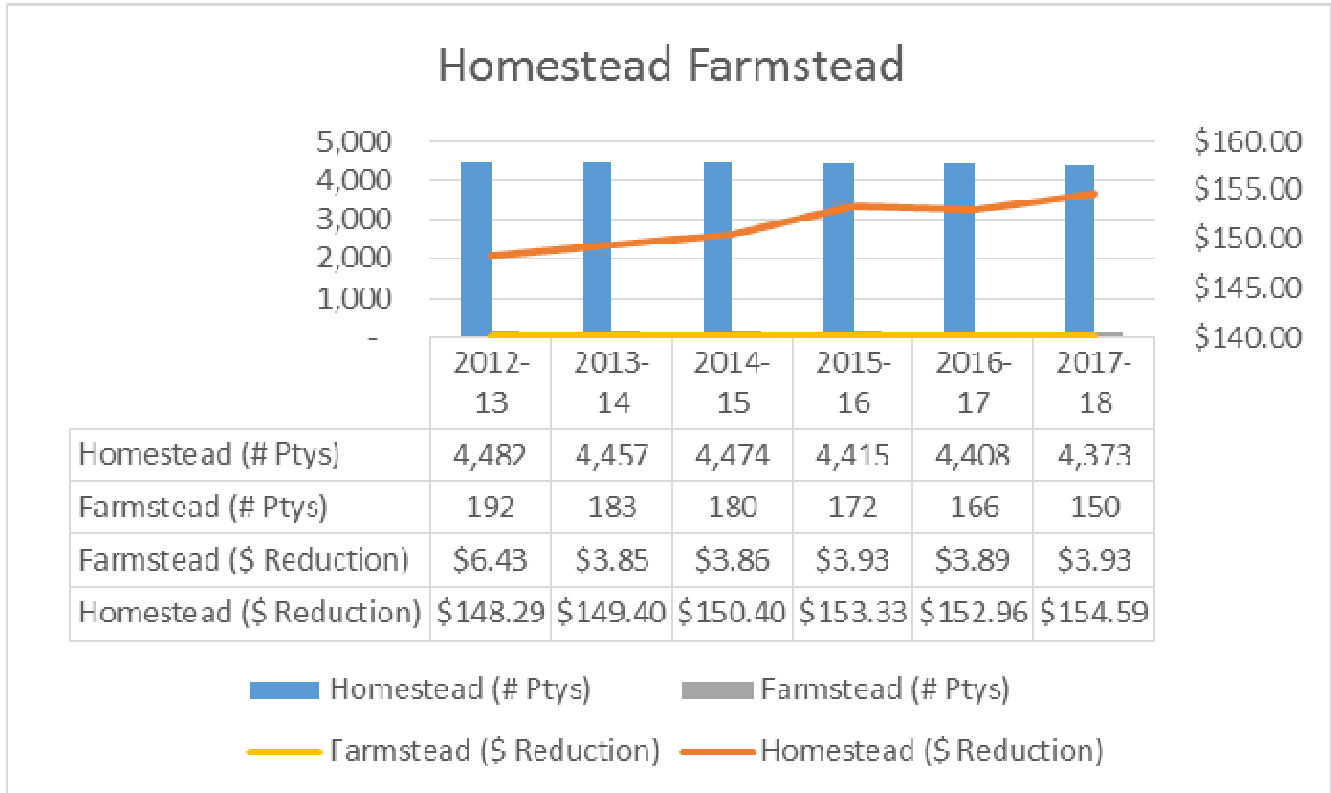 Homestead Farmstead
5,000
4,000
3,000
2,000
1,000
-
$160.00
$155.00
$150.00
$145.00
$140.00
2012-13 2013-14 2014-15 2015-16 2016-17 2017-18
Homestead (# Ptys) 4,482 4,457 4,474 4,415 4,408 4,373
Farmstead (# Ptys) 192 183 180 172 166 150
Farmstead ($ Reduction) $6.43 $3.85 $3.86 $3.93 $3.89 $3.93
Homestead ($ Reduction) $148.29 $149.40 $150.40 $153.33 $152.96 $154.59
Homestead (# Ptys) Farmstead (# Ptys)
Farmstead ($ Reduction) Homestead ($ Reduction)